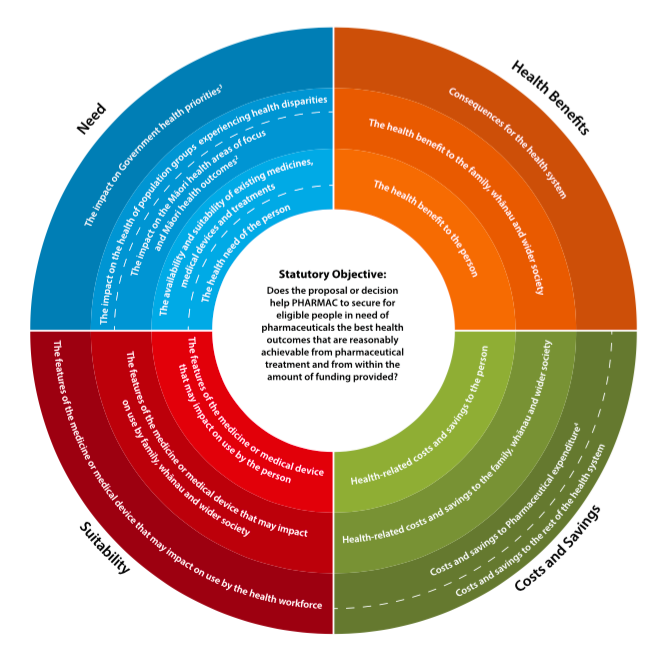 Need
The impact on Government health priorities³
The impact on the health of population groups experiencing health disparities
The impact on the Māori health areas of focus
and Māori health outcomes²
The availability and suitability of existing medicines,
medical devices and treatments
The health need of the person
Health Benefits
Consequences for the health system
The health benefit to the family, whānau and wider society
The health benefit to the person
Statutory Objective:
Does the proposal or decision
help PHARMAC to secure for
eligible people in need of
pharmaceuticals the best health
outcomes that are reasonably
achievable from pharmaceutical
treatment and from within the
amount of funding provided?
Suitability
The features of the medicine or medical device
that may impact on use by the person
The features of the medicine or medical device that may impact
on use by family, whānau and wider society
The features of the medicine or medical device that may impact on use by the health workforce
Costs and Savings
Health-related costs and savings to the person
Health-related costs and savings to the family, whānau and wider society
Costs and savings to Pharmaceutical expenditure⁴
Costs and savings to the rest of the health system